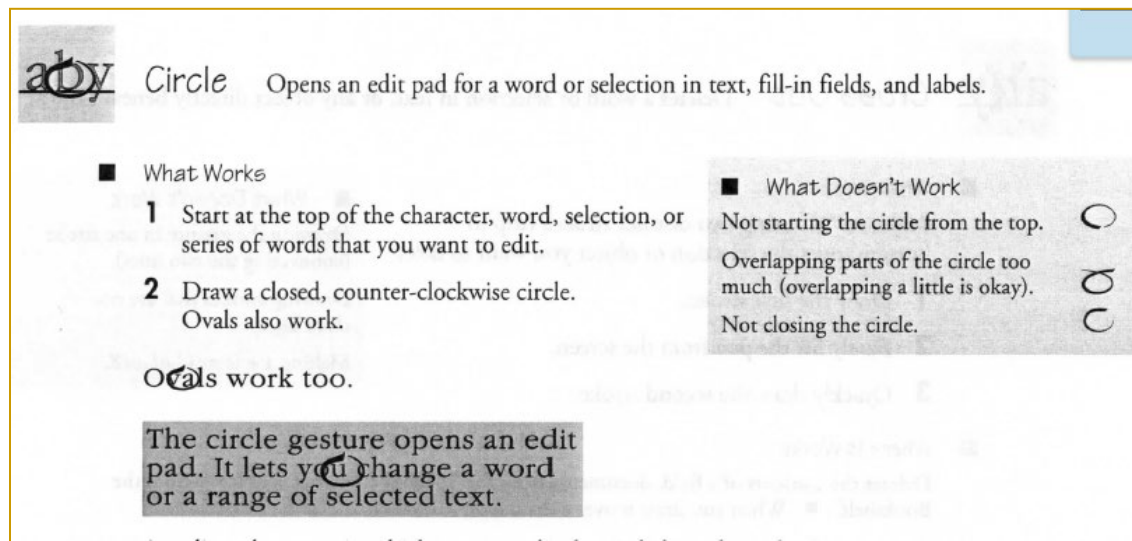 aby Circle Opens an edit pad for a word or selection in text, fill-in fields, and labels.
■ What Works
1 Start at the top of the character, word, selection, or
series of words that you want to edit.
2 Draw a closed, counter-clockwise circle.
Ovals also work.
■ What Doesn't Work
Not starting the circle from the top.
Overlapping parts of the circle too
much (overlapping a little is okay).
Not closing the circle.
Ovals work too.
The circle gesture opens an edit
pad. It lets you change a word
or a range of selected text.